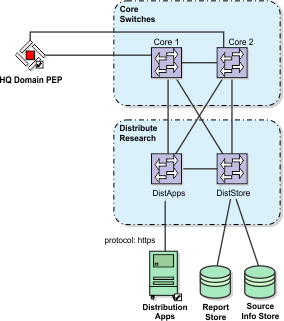 Core
Switches
Core 1
Core 2
HQ Domain PEP
Distribute
Research
DistApps
DistStore
protocol: https
Distribution
Apps
Report
Store
Source
Info Store